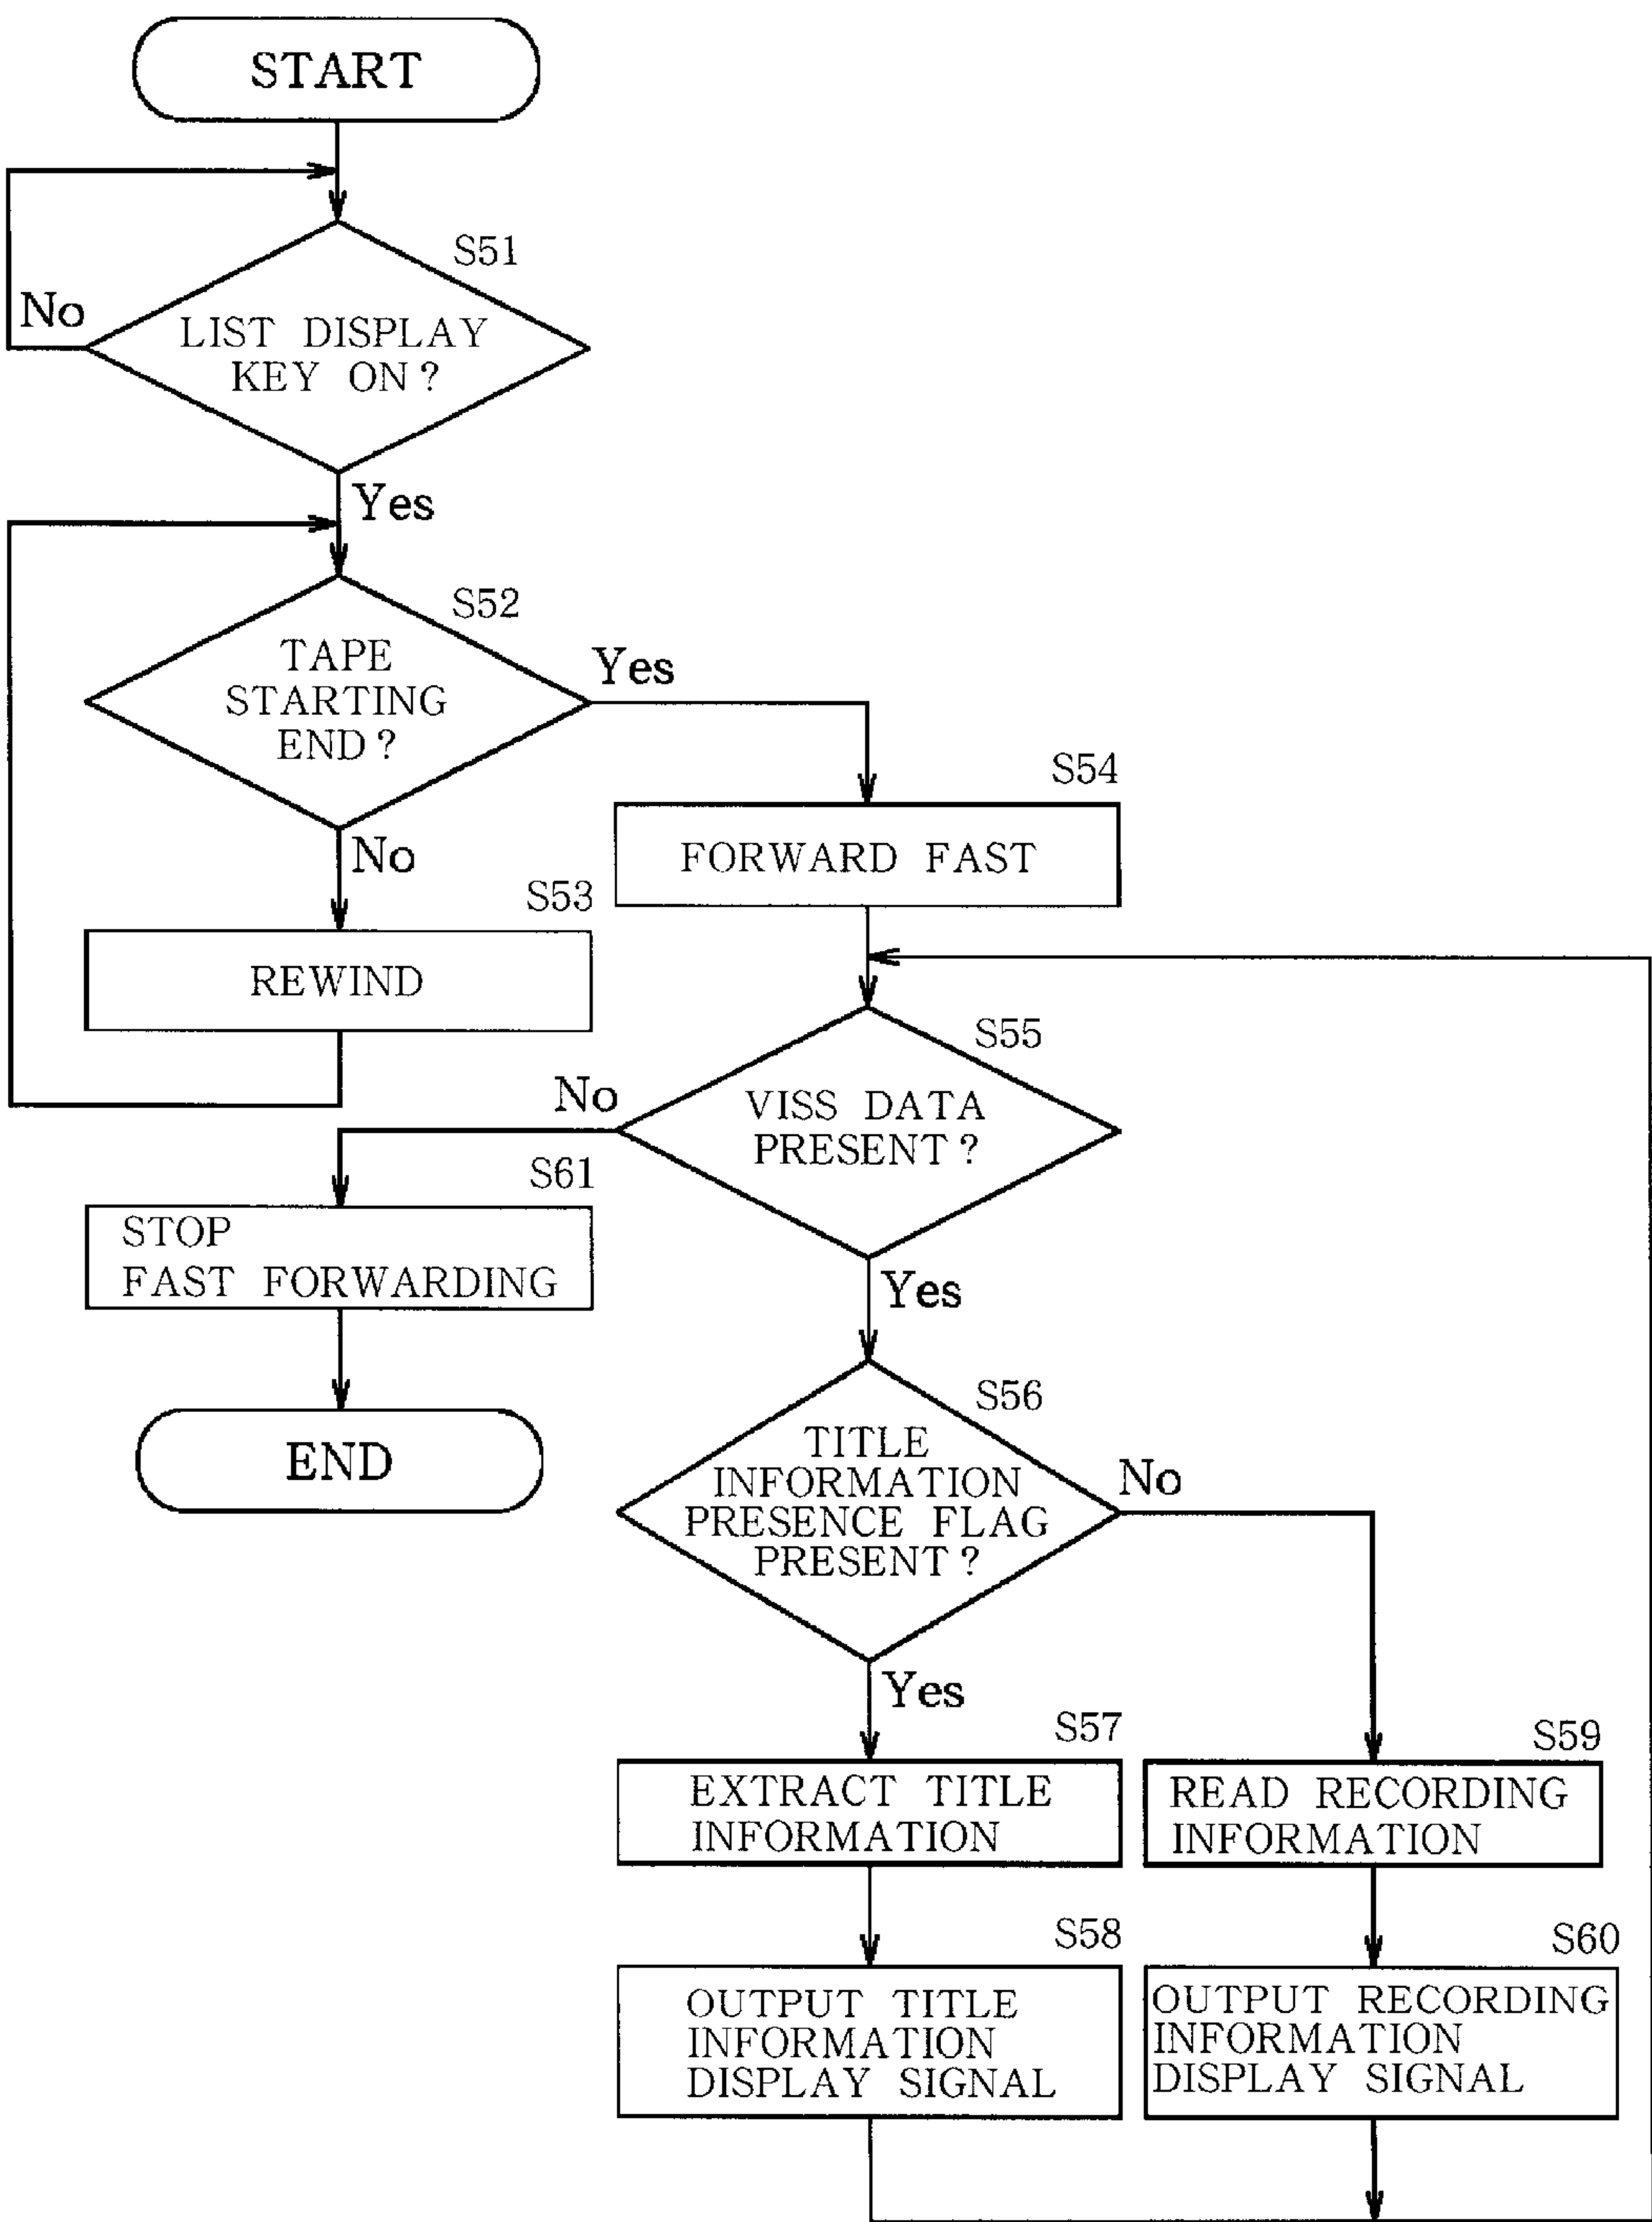 START
S51
No
LIST DISPLAY
KEY ON?
Yes
S52
TAPE
STARTING
END?
Yes
No
S53
REWIND
S54
FORWARD FAST
S55
VISS DATA
PRESENT?
No
S61
STOP
FAST FORWARDING
END
Yes
S56
TITLE
INFORMATION
PRESENCE FLAG
PRESENT?
No
Yes
S57
EXTRACT TITLE
INFORMATION
S58
OUTPUT TITLE
INFORMATION
DISPLAY SIGNAL
S59
READ RECORDING
INFORMATION
S60
OUTPUT RECORDING
INFORMATION
DISPLAY SIGNAL